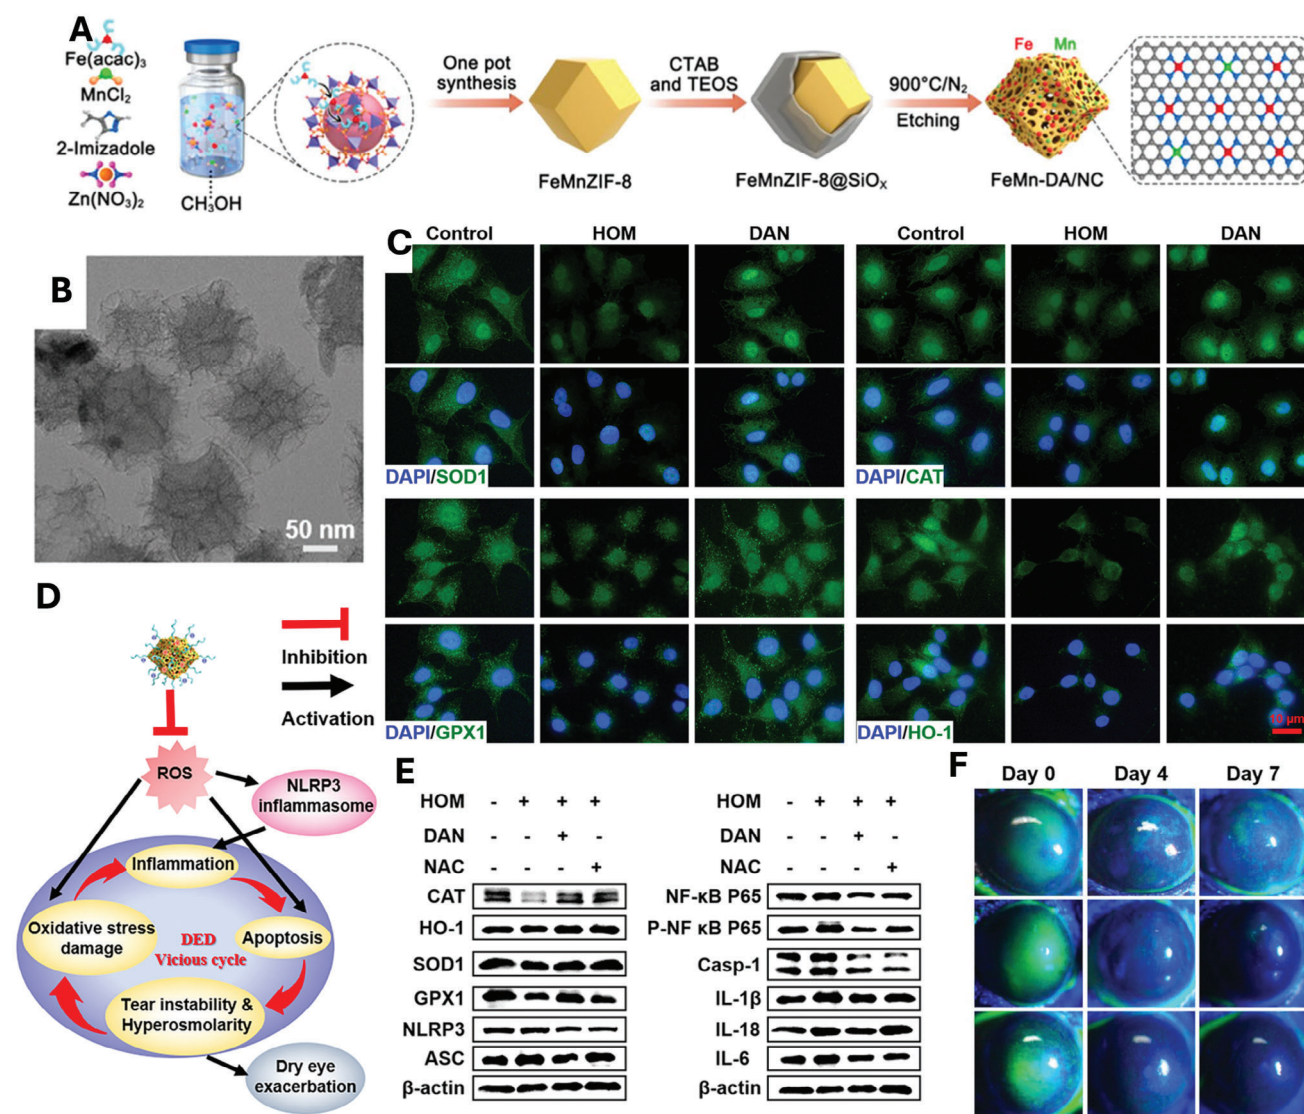 A
Fe(acac)3
MnCl2
2-Imizadole
Zn(NO3)2
CH3OH
One pot
synthesis
FeMnZIF-8
CTAB
and TEOS
FeMnZIF-8@SiOx
900°C/N2
Etching
Fe Mn
FeMn-DA/NC
B
50 nm
C
Control HOM DAN Control HOM DAN
DAPI/SOD1 DAPI/CAT
DAPI/GPX1 DAPI/HO-1
10 µm
D
Inhibition
Activation
ROS
NLRP3
inflammasome
Inflammation
Oxidative stress
damage
DED
Vicious cycle
Apoptosis
Tear instability &
Hyperosmolarity
Dry eye
exacerbation
E
HOM - + + +
DAN - - + -
NAC - - - +
CAT
HO-1
SOD1
GPX1
NLRP3
ASC
β-actin
HOM - + + +
DAN - - + -
NAC - - - +
NF-κB P65
P-NF κB P65
Casp-1
IL-1β
IL-18
IL-6
β-actin
F
Day 0 Day 4 Day 7